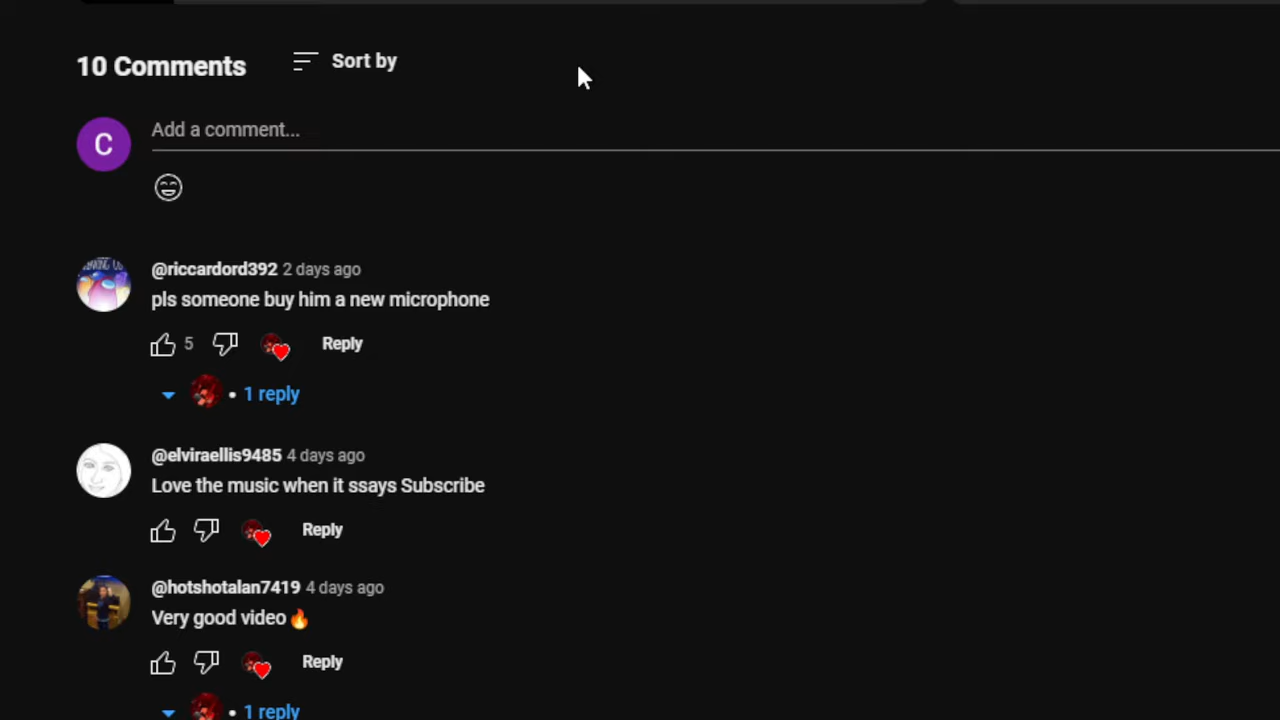 10 Comments
Sort by
C
Add a comment...
@riccardord392 2 days ago
pls someone buy him a new microphone
5
Reply
• 1 reply
@elviraellis9485 4 days ago
Love the music when it ssays Subscribe
Reply
@hotshotalan7419 4 days ago
Very good video🔥
Reply
• 1 reply